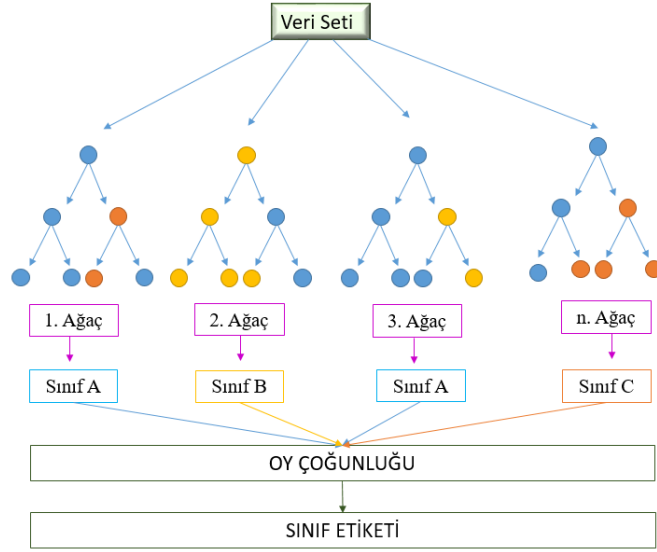 Veri Seti
1. Ağaç
2. Ağaç
3. Ağaç
n. Ağaç
Sınıf A
Sınıf B
Sınıf A
Sınıf C
OY ÇOĞUNLUĞU
SINIF ETİKETİ